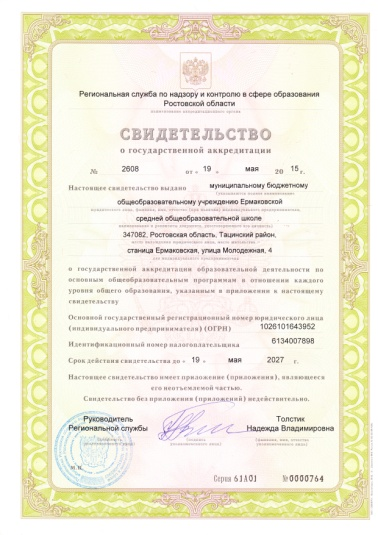 Региональная служба по надзору и контролю в сфере образования
Ростовской области
наименование аккредитационного органа
СВИДЕТЕЛЬСТВО
о государственной аккредитации
№ 2608 от « 19 » мая 2015 г.
Настоящее свидетельство выдано муниципальному бюджетному
общеобразовательному учреждению Ермаковской
средней общеобразовательной школе
347082, Ростовская область, Тацинский район,
станица Ермаковская, улица Молодежная, 4
о государственной аккредитации образовательной деятельности по
основным общеобразовательным программам в отношении каждого
уровня общего образования, указанным в приложении к настоящему
свидетельству
Основной государственный регистрационный номер юридического лица
(индивидуального предпринимателя) (ОГРН) 1026101643952
Идентификационный номер налогоплательщика 6134007898
Срок действия свидетельства до « 19 » мая 2027 г.
Настоящее свидетельство имеет приложение (приложения), являющееся
его неотъемлемой частью.
Свидетельство без приложения (приложений) недействительно.
Руководитель Толстик
Региональной службы Надежда Владимировна
М.П.
Серия 61А01 №0000764